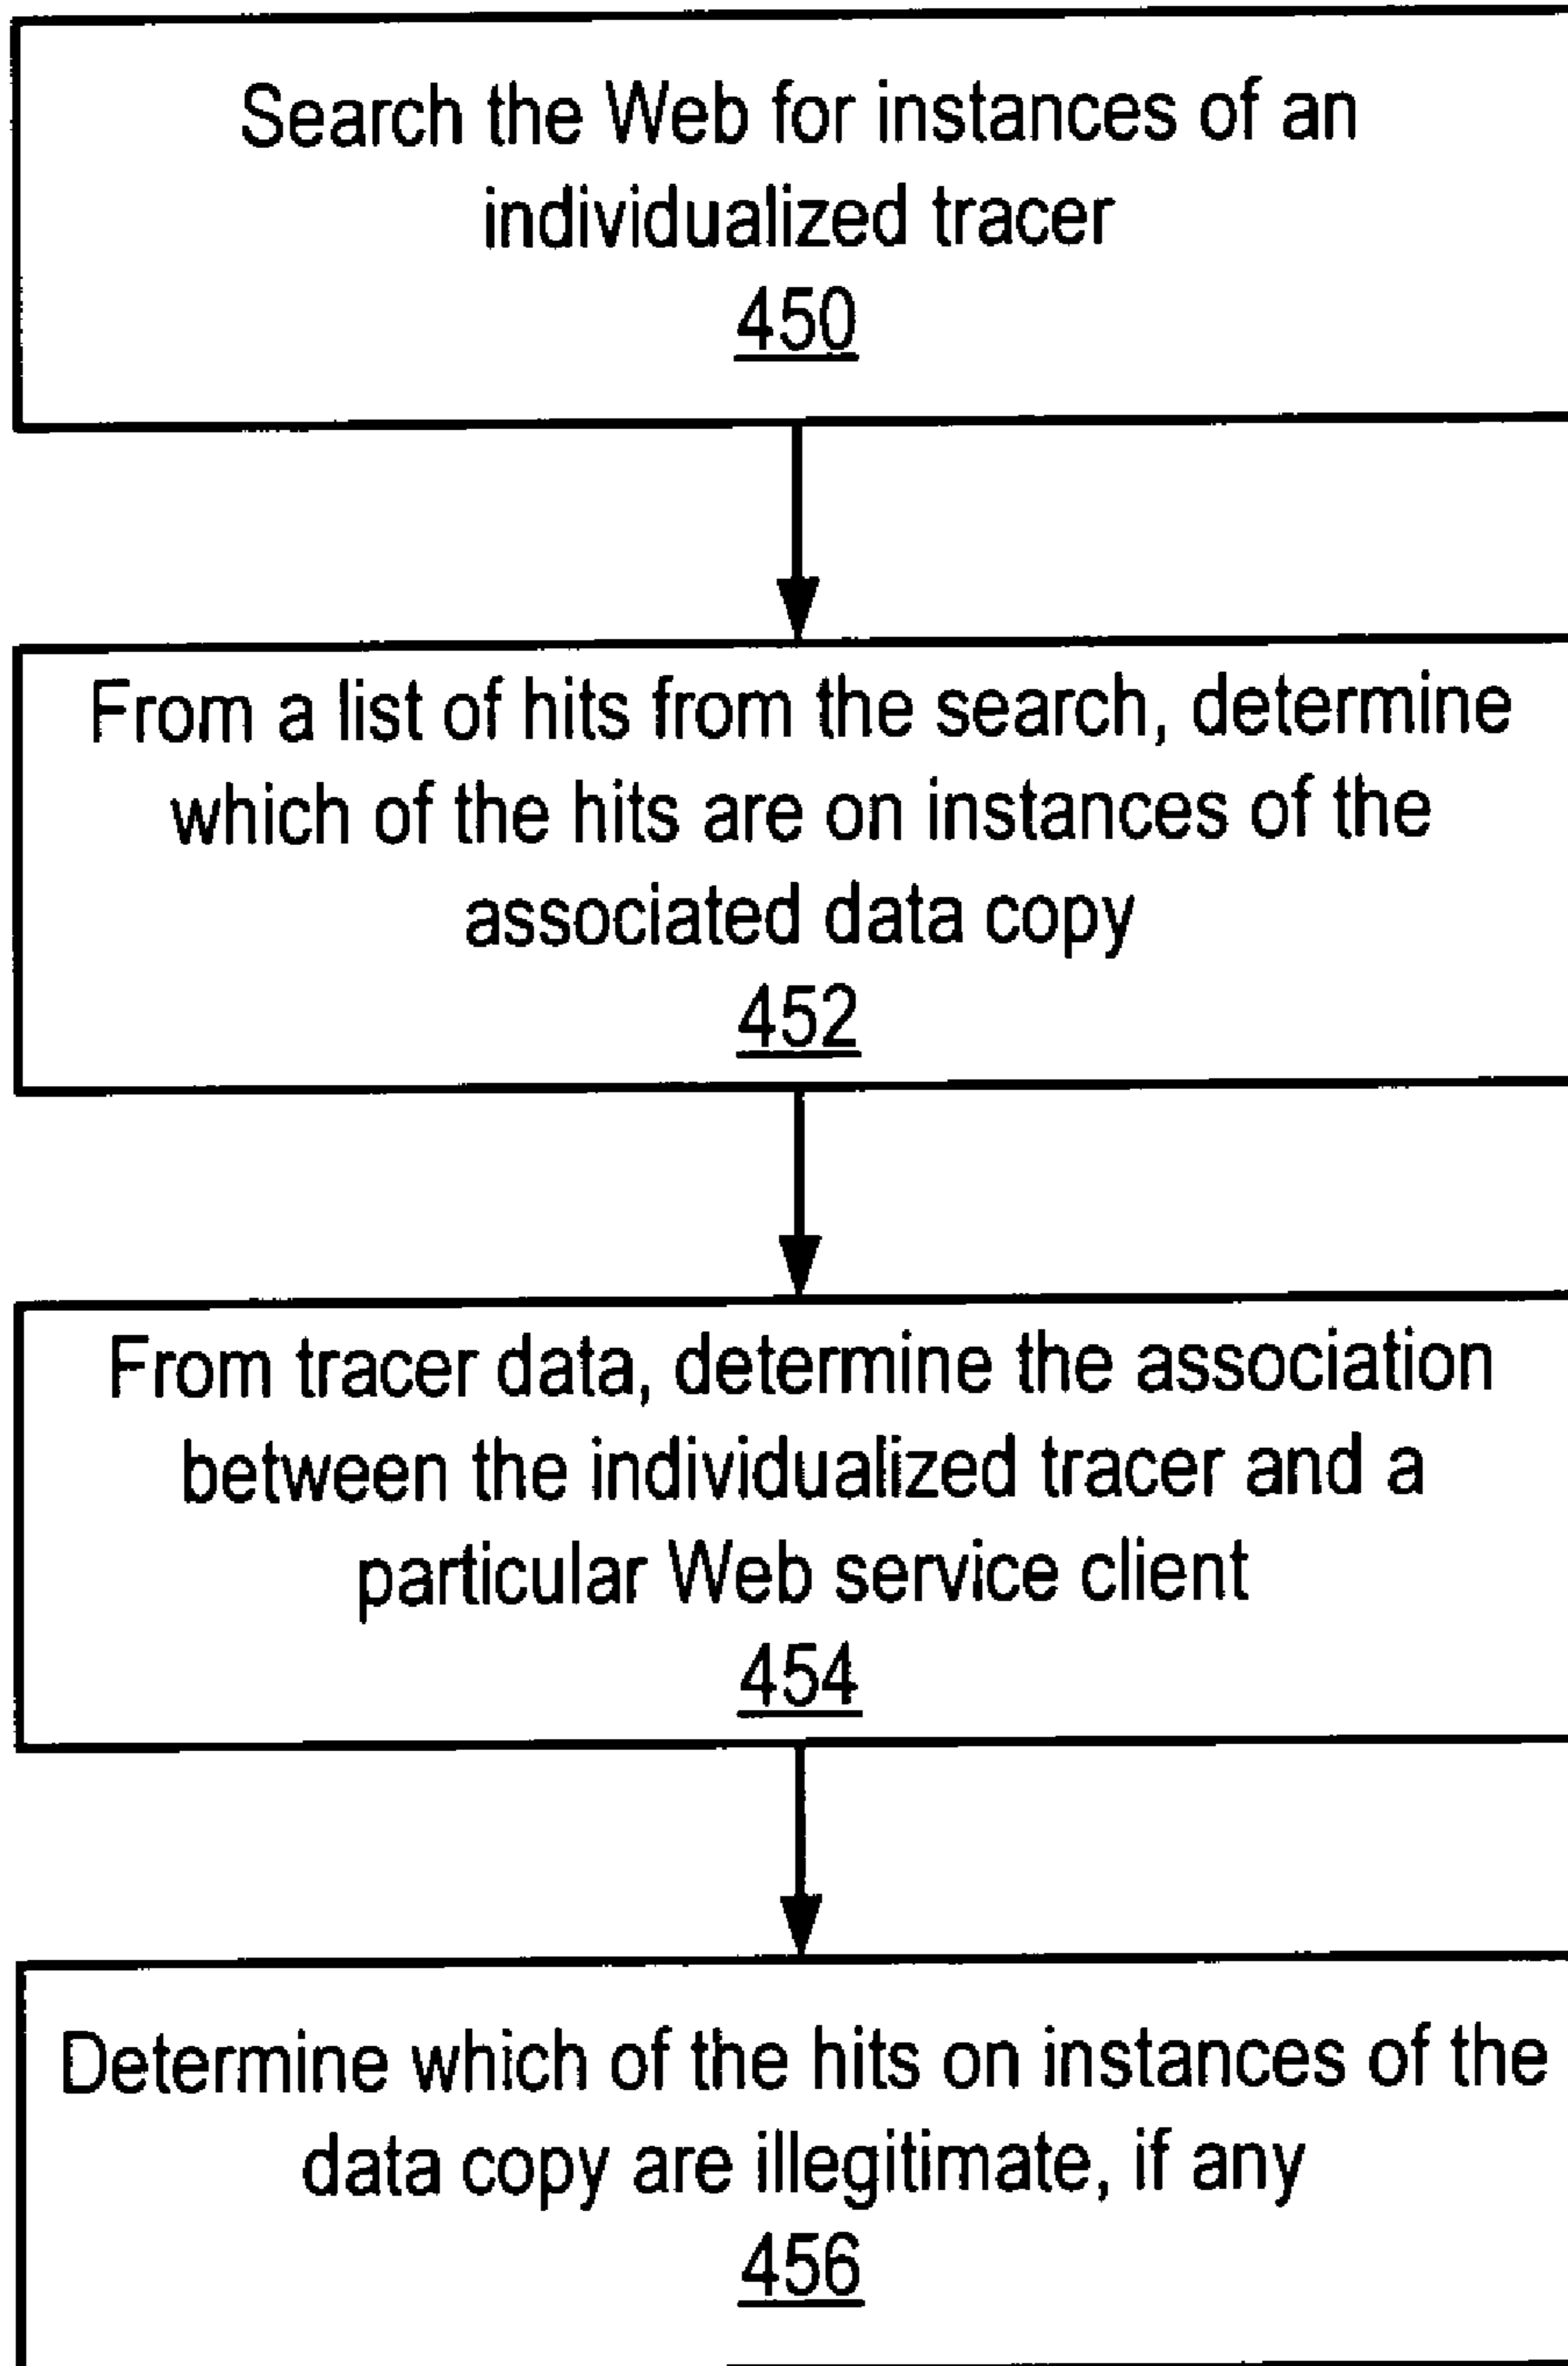 Search the Web for instances of an
individualized tracer
450
From a list of hits from the search, determine
which of the hits are on instances of the
associated data copy
452
From tracer data, determine the association
between the individualized tracer and a
particular Web service client
454
Determine which of the hits on instances of the
data copy are illegitimate, if any
456